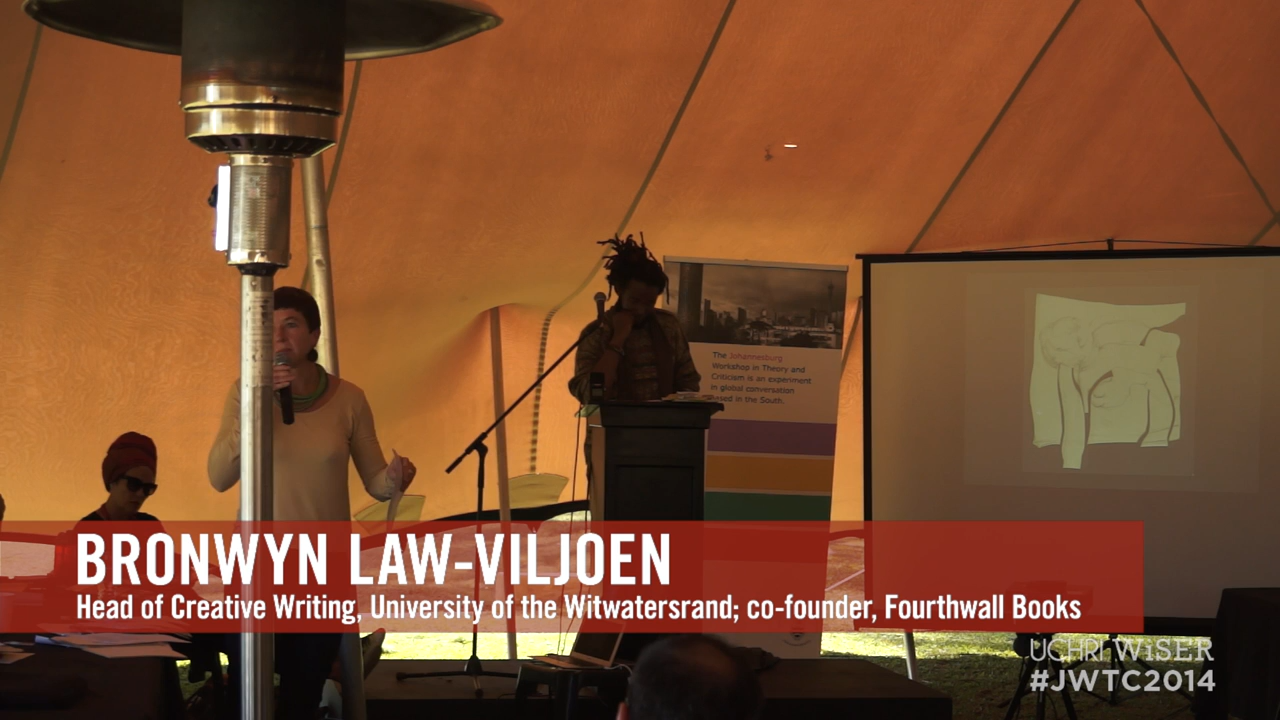 The Johannesburg
Workshop in Theory and
Criticism is an experiment
in global conversation
based in the South.
BRONWYN LAW-VILJOEN
Head of Creative Writing, University of the Witwatersrand; co-founder, Fourthwall Books
UCHRI WiSER
#JWTC2014